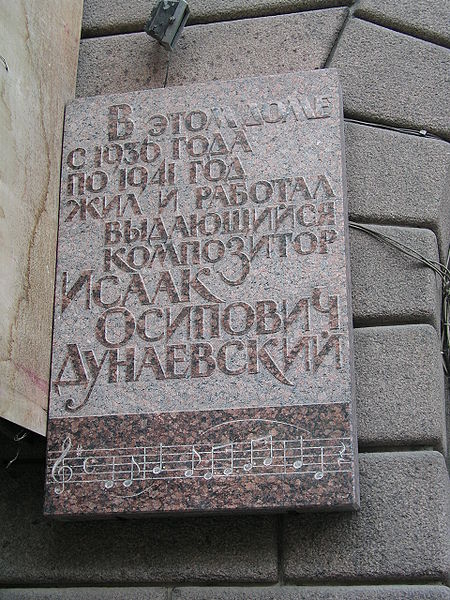 В ЭТОМ ДОМЕ
С 1936 ГОДА
ПО 1941 ГОД
ЖИЛ И РАБОТАЛ
ВЫДАЮЩИЙСЯ
КОМПОЗИТОР
ИСААК
ОСИПОВИЧ
ДУНАЕВСКИЙ